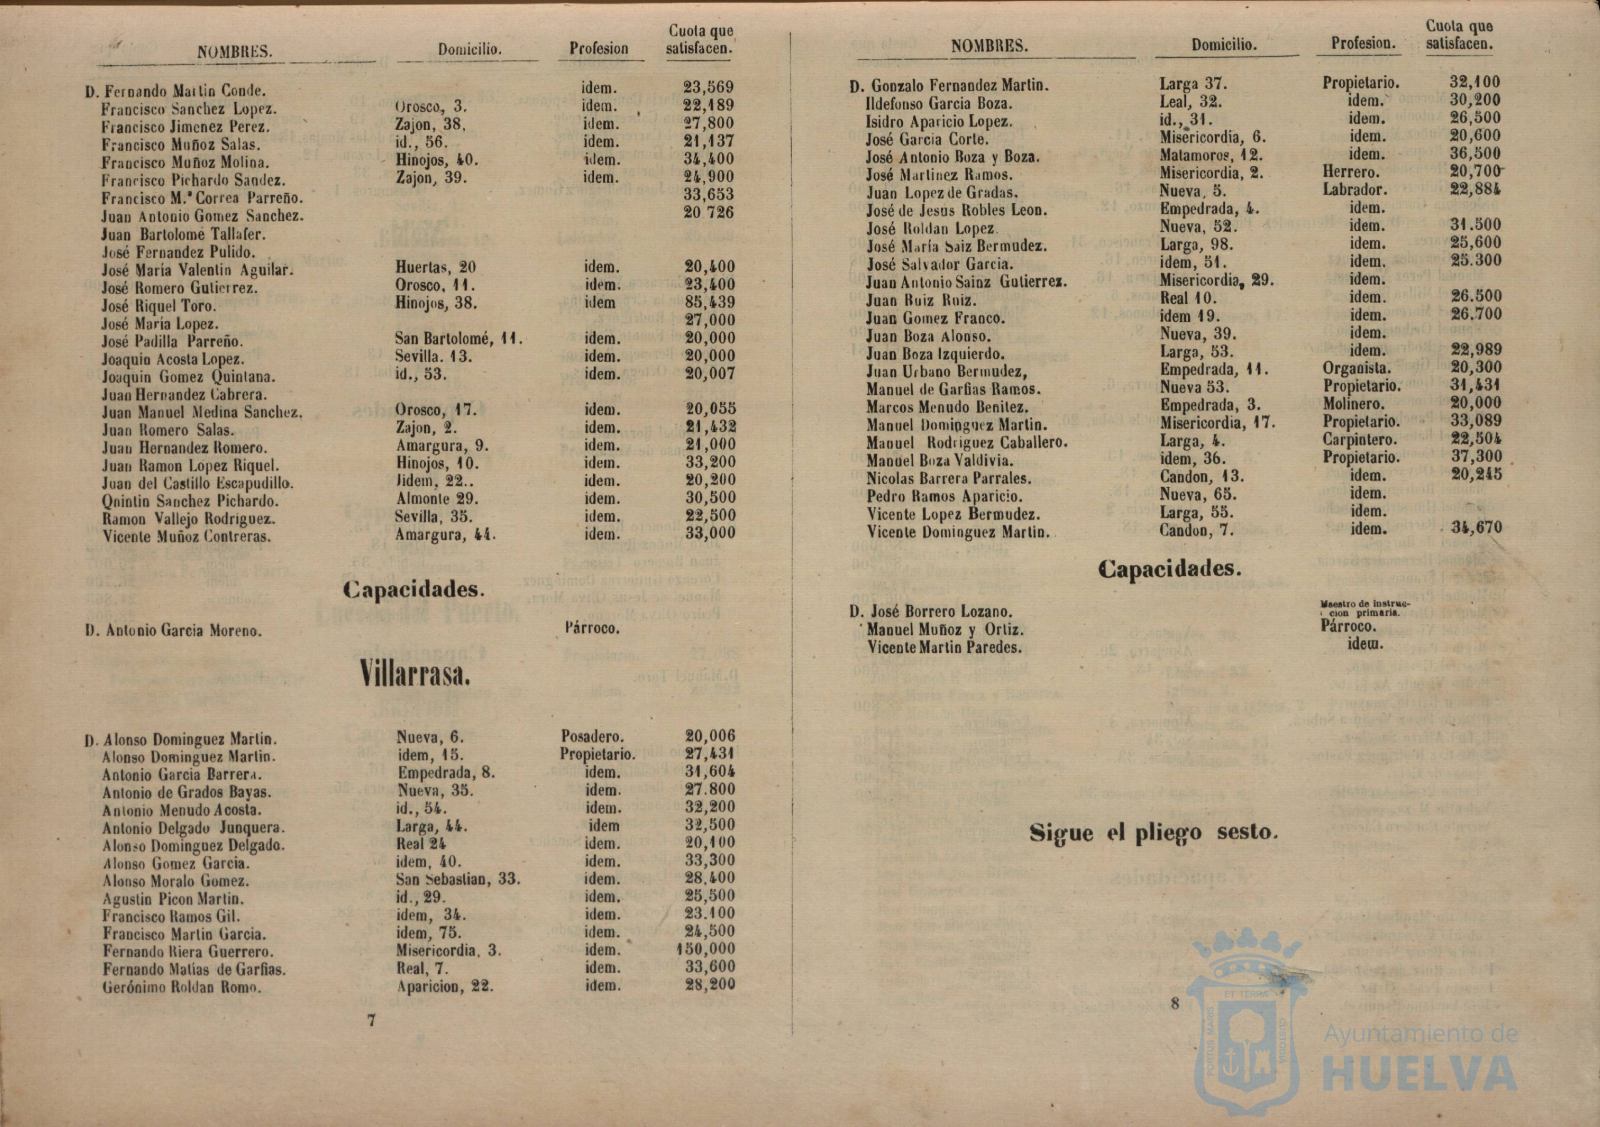 NOMBRES. Domicilio. Profesion Cuota que satisfacen.
D. Fernando Martin Conde. idem. 23,569
Francisco Sanchez Lopez. Orosco, 3. idem. 22,189
Francisco Jimenez Perez. Zajon, 38, idem. 27,800
Francisco Muñoz Salas. id., 56. idem. 21,137
Francisco Muñoz Molina. Hinojos, 40. idem. 34,400
Francisco Pichardo Sandez. Zajon, 39. idem. 24,900
Francisco M.ª Correa Parreño. 33,653
Juan Antonio Gomez Sanchez. 20 726
Juan Bartolomé Tallafer.
José Fernandez Pulido.
José María Valentin Aguilar. Huertas, 20 idem. 20,400
José Romero Gutierrez. Orosco, 11. idem. 23,400
José Riquel Toro. Hinojos, 38. idem 85,439
José María Lopez. 27,000
José Padilla Parreño. San Bartolomé, 11. idem. 20,000
Joaquin Acosta Lopez. Sevilla. 13. idem. 20,000
Joaquin Gomez Quintana. id., 53. idem. 20,007
Juan Hernandez Cabrera.
Juan Manuel Medina Sanchez. Orosco, 17. idem. 20,055
Juan Romero Salas. Zajon, 2. idem. 21,432
Juan Hernandez Romero. Amargura, 9. idem. 21,000
Juan Ramon Lopez Riquel. Hinojos, 10. idem. 33,200
Juan del Castillo Escapudillo. Jidem, 22.. idem. 20,200
Quintin Sanchez Pichardo. Almonte 29. idem. 30,500
Ramon Vallejo Rodriguez. Sevilla, 35. idem. 22,500
Vicente Muñoz Contreras. Amargura, 44. idem. 33,000
Capacidades.
D. Antonio Garcia Moreno. Párroco.
Villarrasa.
D. Alonso Dominguez Martin. Nueva, 6. Posadero. 20,006
Alonso Dominguez Martin. idem, 15. Propietario. 27,431
Antonio Garcia Barrera. Empedrada, 8. idem. 31,604
Antonio de Grados Bayas. Nueva, 35. idem. 27.800
Antonio Menudo Acosta. id., 54. idem. 32,200
Antonio Delgado Junquera. Larga, 44. idem 32,500
Alonso Dominguez Delgado. Real 24 idem. 20,100
Alonso Gomez Garcia. idem, 40. idem. 33,300
Alonso Moralo Gomez. San Sebastian, 33. idem. 28.400
Agustin Picon Martin. id., 29. idem. 25,500
Francisco Ramos Gil. idem, 34. idem. 23.100
Francisco Martin Garcia. idem, 75. idem. 24,500
Fernando Riera Guerrero. Misericordia, 3. idem. 150,000
Fernando Matías de Garfias. Real, 7. idem. 33,600
Gerónimo Roldan Romo. Aparicion, 22. idem. 28,200
7
NOMBRES. Domicilio. Profesion. Cuota que satisfacen.
D. Gonzalo Fernandez Martin. Larga 37. Propietario. 32,100
Ildefonso Garcia Boza. Leal, 32. idem. 30,200
Isidro Aparicio Lopez. id., 31. idem. 26,500
José Garcia Corte. Misericordia, 6. idem. 20,600
José Antonio Boza y Boza. Matamoros, 12. idem. 36,500
José Martinez Ramos. Misericordia, 2. Herrero. 20,700
Juan Lopez de Gradas. Nueva, 5. Labrador. 22,884
José de Jesus Robles Leon. Empedrada, 4. idem.
José Roldan Lopez Nueva, 52. idem. 31.500
José María Saiz Bermudez. Larga, 98. idem. 25,600
José Salvador Garcia. idem, 51. idem. 25.300
Juan Antonio Sainz Gutierrez. Misericordia, 29. idem.
Juan Ruiz Ruiz. Real 10. idem. 26.500
Juan Gomez Franco. idem 19. idem. 26.700
Juan Boza Alonso. Nueva, 39. idem.
Juan Boza Izquierdo. Larga, 53. idem. 22,989
Juan Urbano Bermudez, Empedrada, 11. Organista. 20,300
Manuel de Garfias Ramos. Nueva 53. Propietario. 31,431
Marcos Menudo Benitez. Empedrada, 3. Molinero. 20,000
Manuel Dominguez Martin. Misericordia, 17. Propietario. 33,089
Manuel Rodriguez Caballero. Larga, 4. Carpintero. 22,504
Manuel Boza Valdivia. idem, 36. Propietario. 37,300
Nicolas Barrera Parrales. Candon, 13. idem. 20,245
Pedro Ramos Aparicio. Nueva, 65. idem.
Vicente Lopez Bermudez. Larga, 55. idem.
Vicente Dominguez Martin. Candon, 7. idem. 34,670
Capacidades.
D. José Borrero Lozano. Maestro de instruccion primaria.
Manuel Muñoz y Ortiz. Párroco.
Vicente Martin Paredes. idem.
Sigue el pliego sesto.
8
PORTUS MARIS ET TERRÆ CUSTODIA
Ayuntamiento de
HUELVA